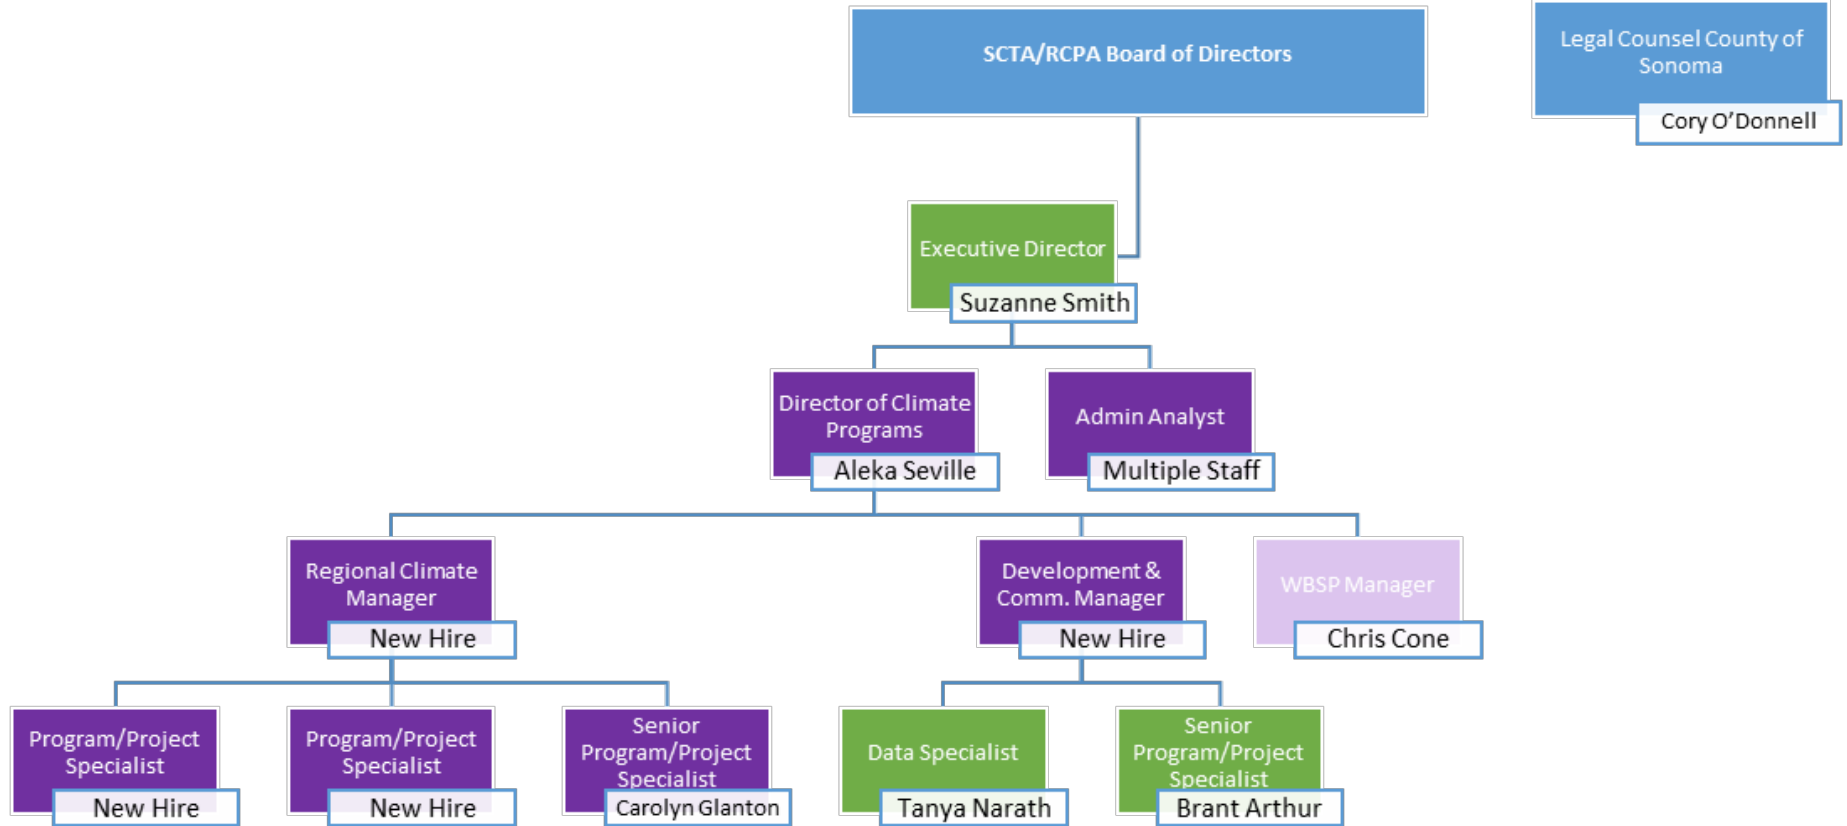 SCTA/RCPA Board of Directors
Legal Counsel County of
Sonoma
Cory O’Donnell
Executive Director
Suzanne Smith
Director of Climate
Programs
Aleka Seville
Admin Analyst
Multiple Staff
Regional Climate
Manager
New Hire
Development &
Comm. Manager
New Hire
WBSP Manager
Chris Cone
Program/Project
Specialist
New Hire
Program/Project
Specialist
New Hire
Senior
Program/Project
Specialist
Carolyn Glanton
Data Specialist
Tanya Narath
Senior
Program/Project
Specialist
Brant Arthur